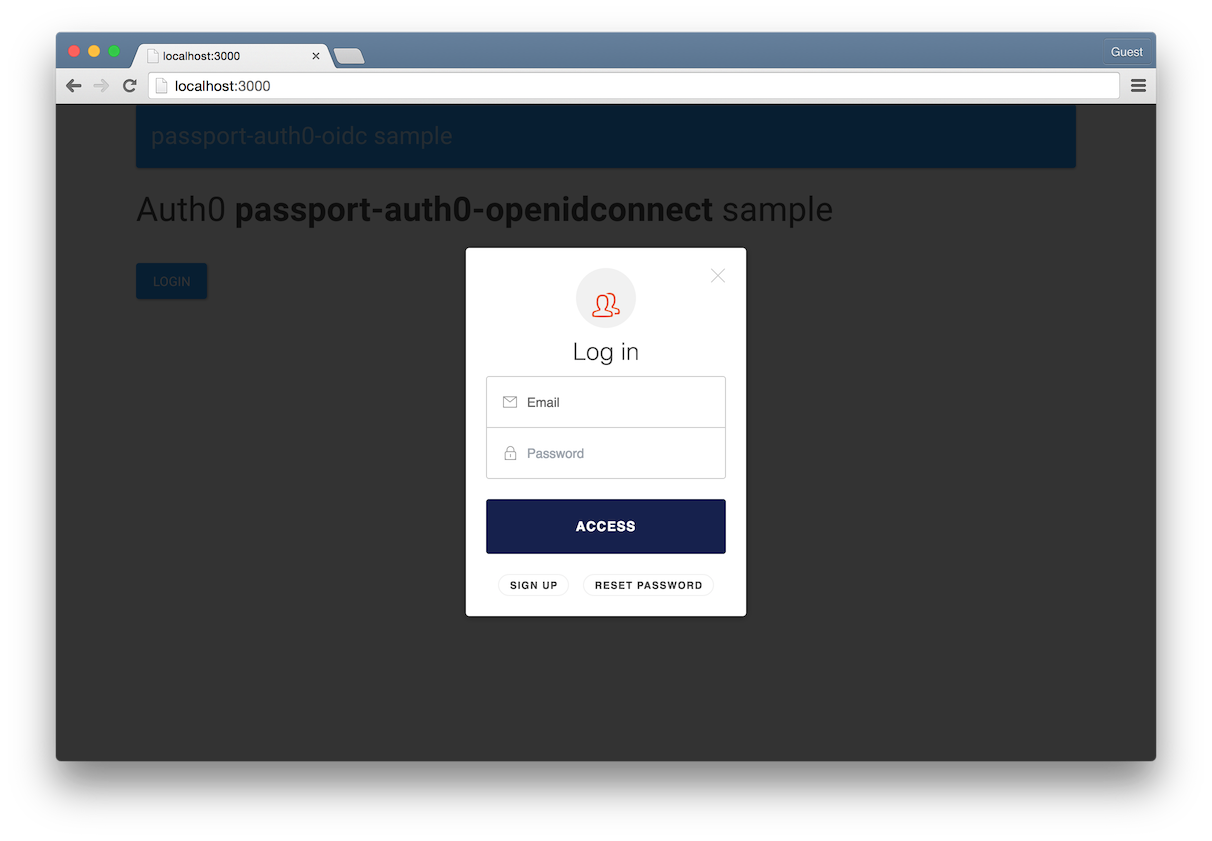 localhost:3000
Guest
localhost:3000
passport-auth0-oidc sample
Auth0 passport-auth0-openidconnect sample
LOGIN
Log in
Email
Password
ACCESS
SIGN UP RESET PASSWORD